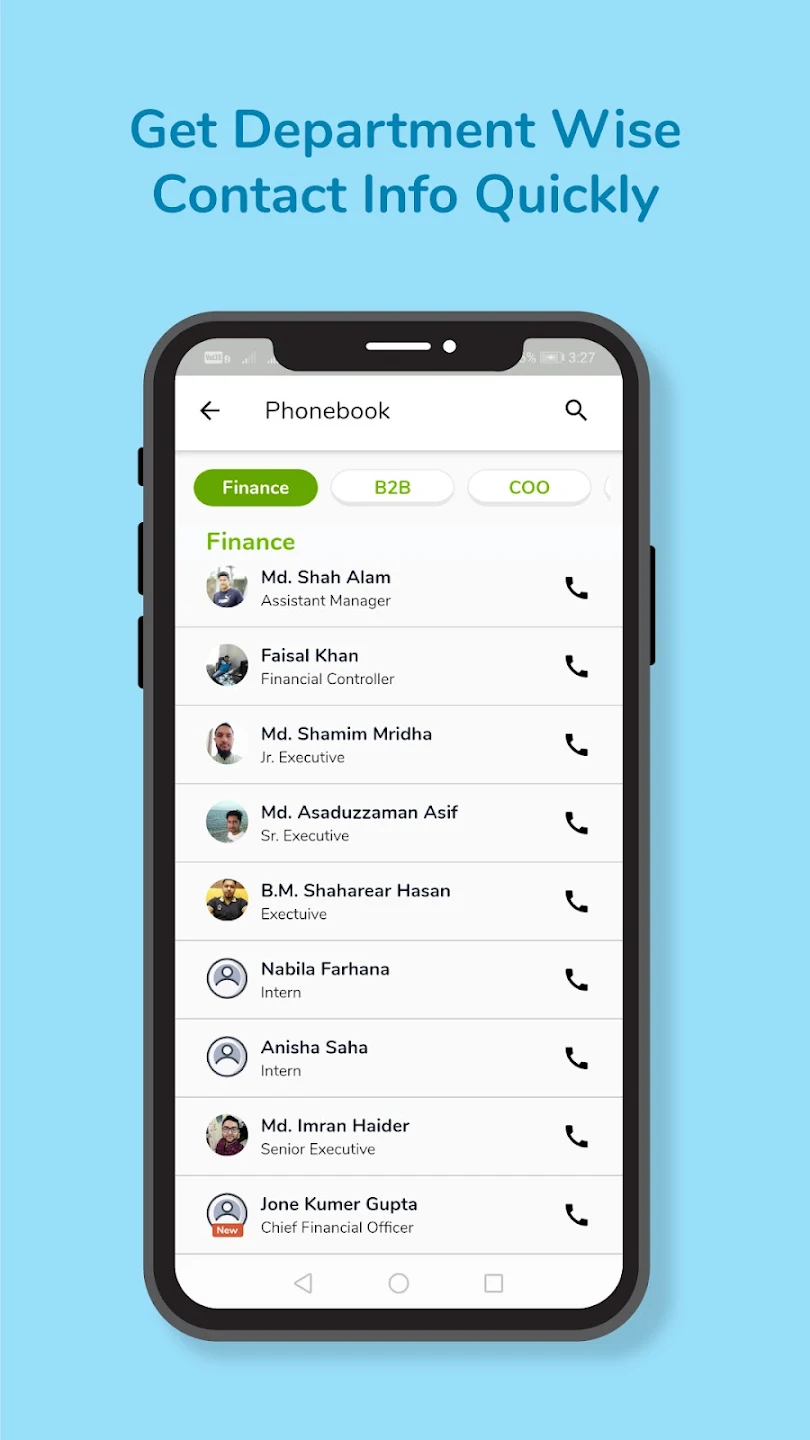 Get Department Wise
Contact Info Quickly
3:27
Phonebook
Finance
B2B
COO
Finance
Md. Shah Alam
Assistant Manager
Faisal Khan
Financial Controller
Md. Shamim Mridha
Jr. Executive
Md. Asaduzzaman Asif
Sr. Executive
B.M. Shaharear Hasan
Exectuive
Nabila Farhana
Intern
Anisha Saha
Intern
Md. Imran Haider
Senior Executive
Jone Kumer Gupta
New
Chief Financial Officer